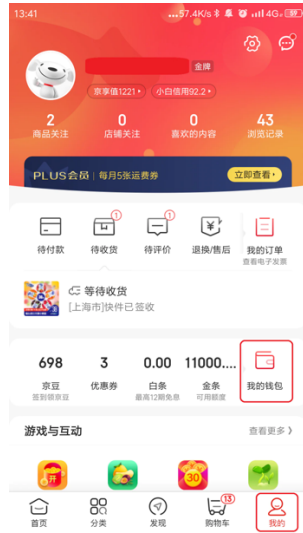 13:41
...57.4K/s 4G
金牌
京享值1221 小白信用92.2
2 0 0 43
商品关注 店铺关注 喜欢的内容 浏览记录
PLUS会员 每月5张运费券 立即查看
1 1
待付款 待收货 待评价 退换/售后 我的订单
查看电子发票
等待收货
[上海市]快件已签收
698 3 0.00 11000....
京豆 优惠券 白条 金条 我的钱包
签到领京豆 最高12期免息 可用额度
游戏与互动 查看更多
开 30
13
首页 分类 发现 购物车 我的